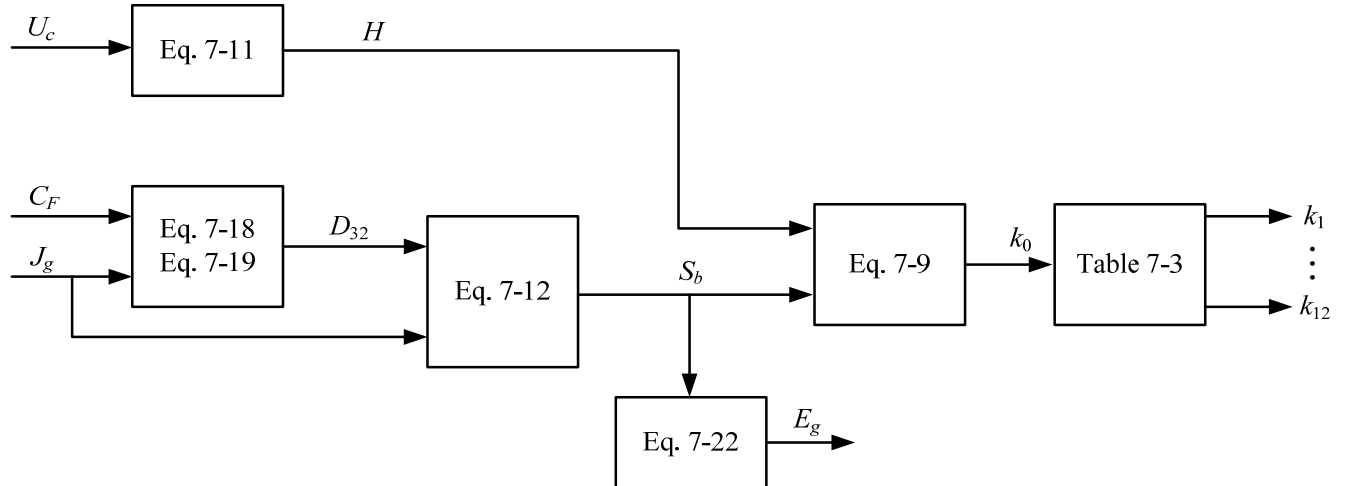 U_c
Eq. 7-11
H
C_F
J_g
Eq. 7-18
Eq. 7-19
D_32
Eq. 7-12
S_b
Eq. 7-9
k_0
Table 7-3
k_1
⋮
k_12
Eq. 7-22
E_g